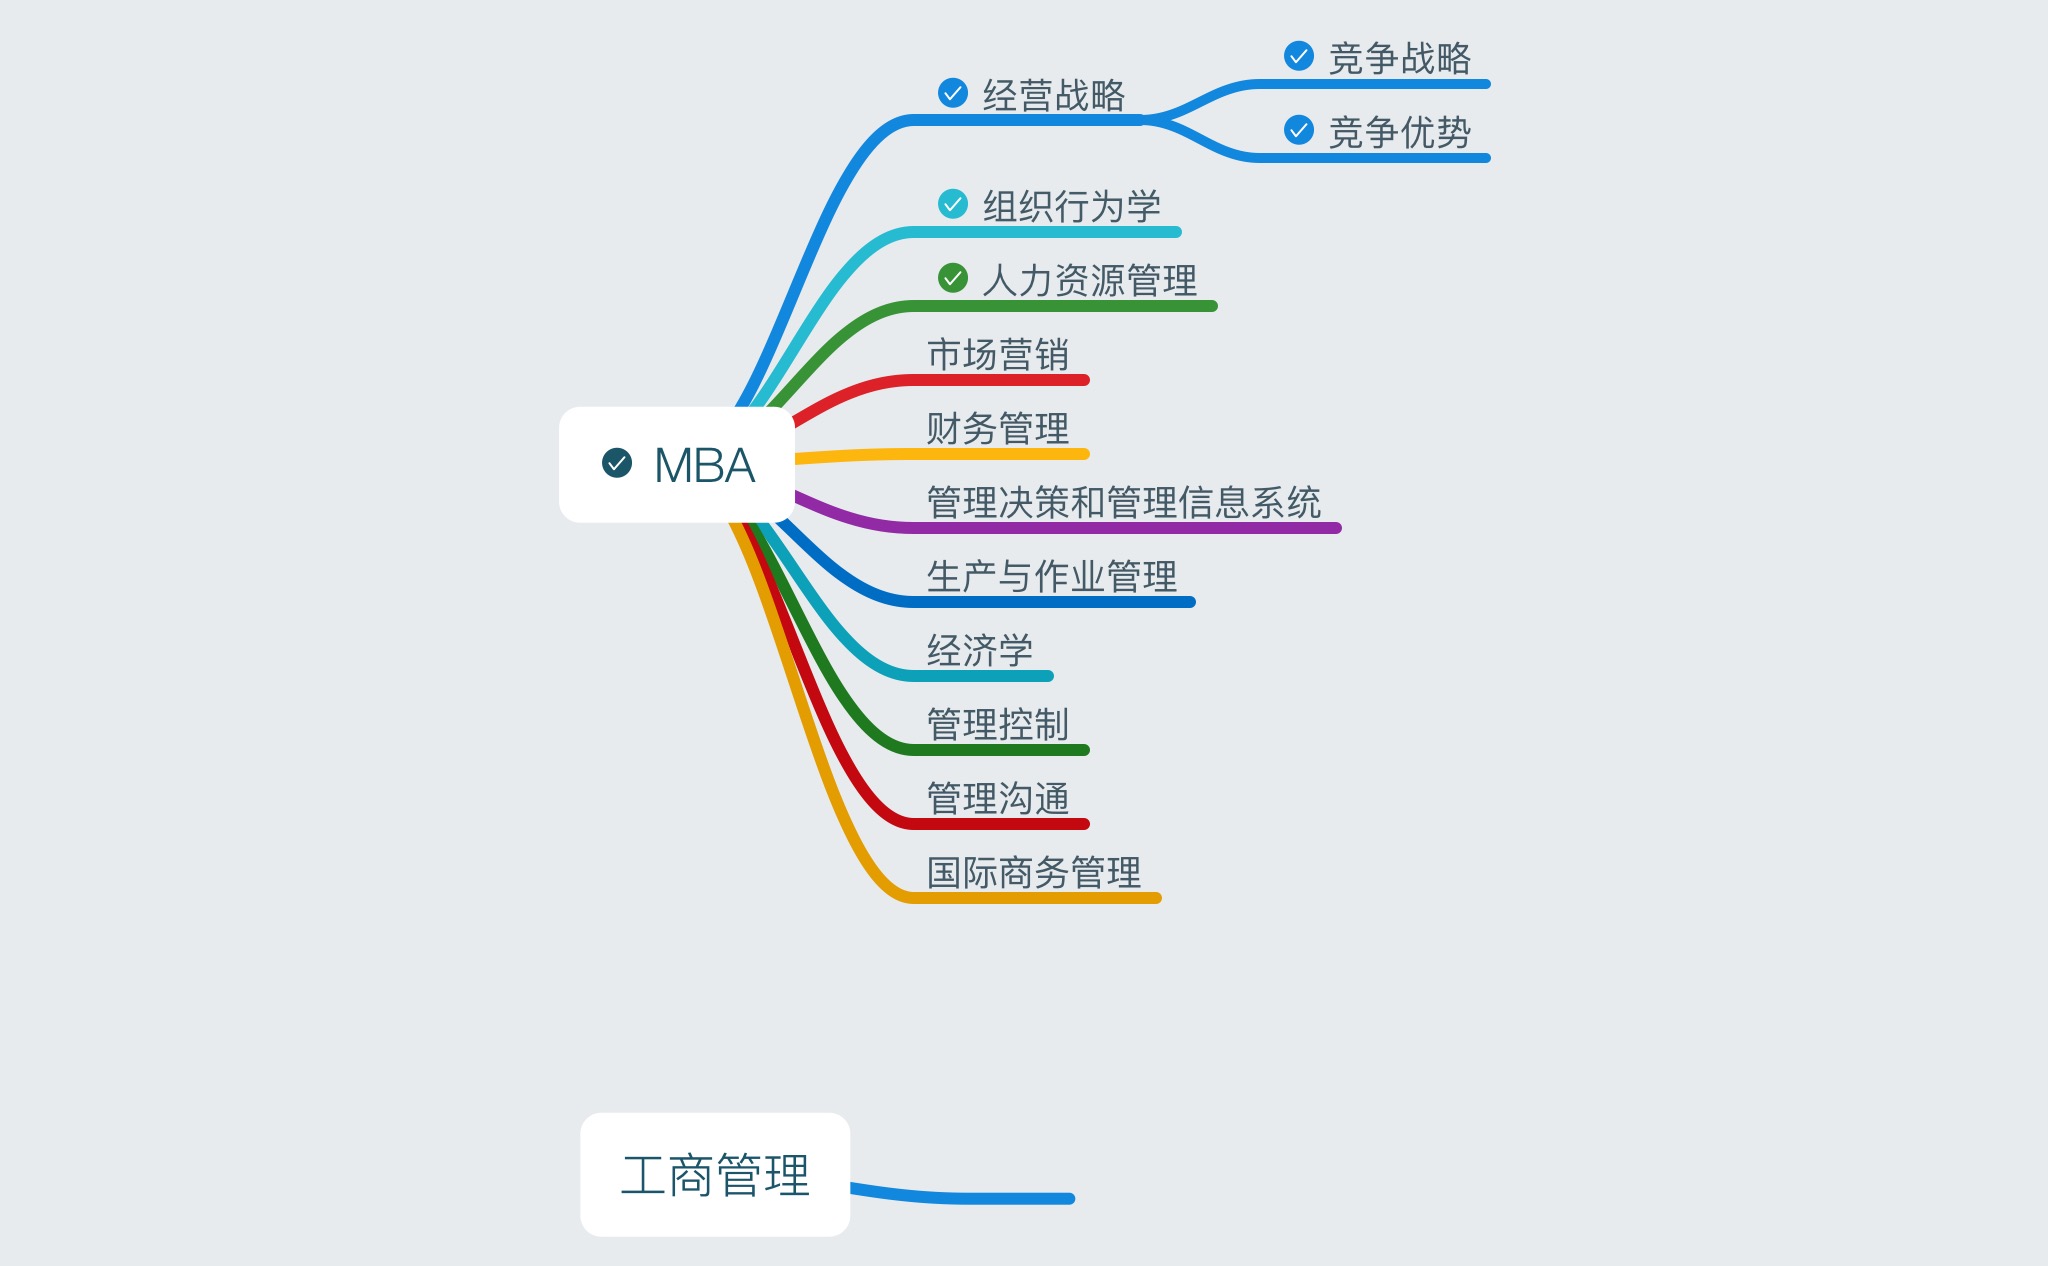 MBA
经营战略
竞争战略
竞争优势
组织行为学
人力资源管理
市场营销
财务管理
管理决策和管理信息系统
生产与作业管理
经济学
管理控制
管理沟通
国际商务管理
工商管理